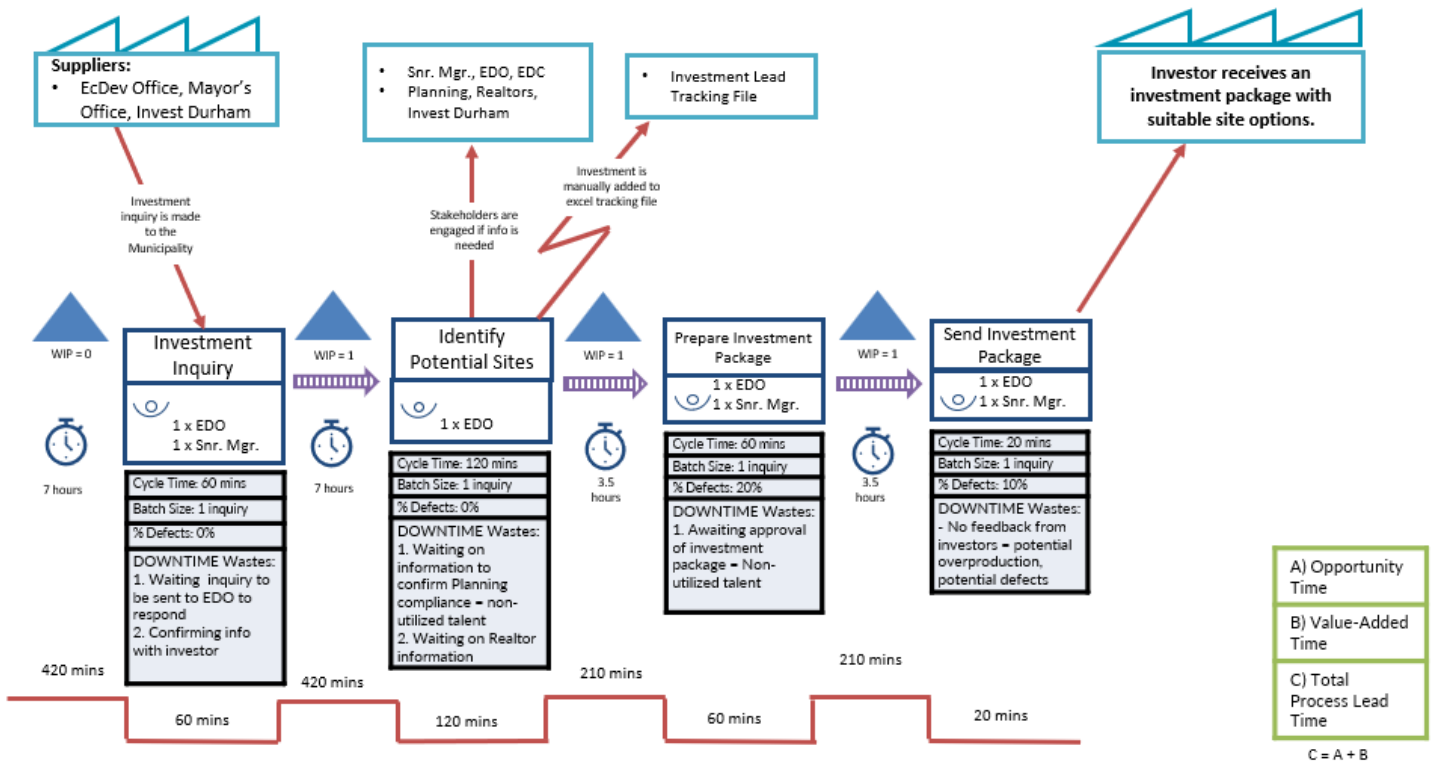 Suppliers:
• EcDev Office, Mayor's
Office, Invest Durham
• Snr. Mgr., EDO, EDC
• Planning, Realtors,
Invest Durham
• Investment Lead
Tracking File
Investor receives an
investment package with
suitable site options.
Investment
inquiry is made
to the
Municipality
Stakeholders are
engaged if info is
needed
Investment is
manually added to
excel tracking file
WIP = 0
Investment
Inquiry
1 x EDO
1 x Snr. Mgr.
WIP = 1
Identify
Potential Sites
1 x EDO
WIP = 1
Prepare Investment
Package
1 x EDO
1 x Snr. Mgr.
WIP = 1
Send Investment
Package
1 x EDO
1 x Snr. Mgr.
7 hours
Cycle Time: 60 mins
Batch Size: 1 inquiry
% Defects: 0%
DOWNTIME Wastes:
1. Waiting inquiry to
be sent to EDO to
respond
2. Confirming info
with investor
7 hours
Cycle Time: 120 mins
Batch Size: 1 inquiry
% Defects: 0%
DOWNTIME Wastes:
1. Waiting on
information to
confirm Planning
compliance = non-
utilized talent
2. Waiting on Realtor
information
3.5
hours
Cycle Time: 60 mins
Batch Size: 1 inquiry
% Defects: 20%
DOWNTIME Wastes:
1. Awaiting approval
of investment
package = Non-
utilized talent
3.5
hours
Cycle Time: 20 mins
Batch Size: 1 inquiry
% Defects: 10%
DOWNTIME Wastes:
- No feedback from
investors = potential
overproduction,
potential defects
420 mins
60 mins
420 mins
120 mins
210 mins
60 mins
210 mins
20 mins
A) Opportunity
Time
B) Value-Added
Time
C) Total
Process Lead
Time
C = A + B